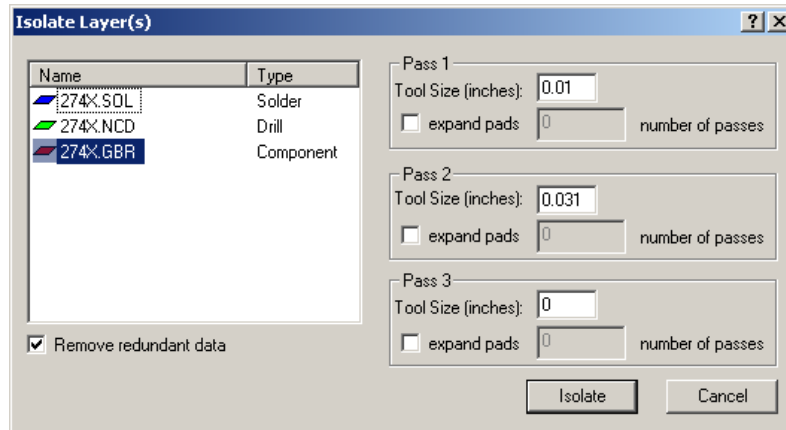 Isolate Layer(s)
Name Type
274X.SOL Solder
274X.NCD Drill
274X.GBR Component
Remove redundant data
Pass 1
Tool Size (inches): 0.01
expand pads 0 number of passes
Pass 2
Tool Size (inches): 0.031
expand pads 0 number of passes
Pass 3
Tool Size (inches): 0
expand pads 0 number of passes
Isolate Cancel